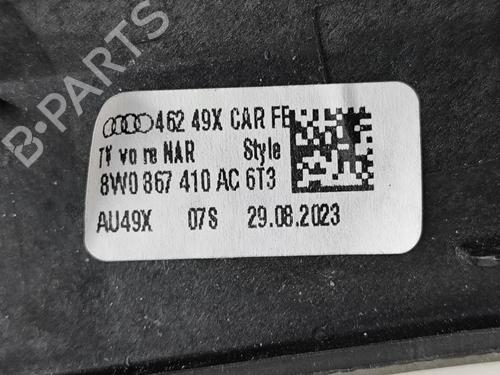 462 49X CAR FE
TV vo re NAR Style
8W0 867 410 AC 6T3
AU49X 07S 29.08.2023
B-PARTS